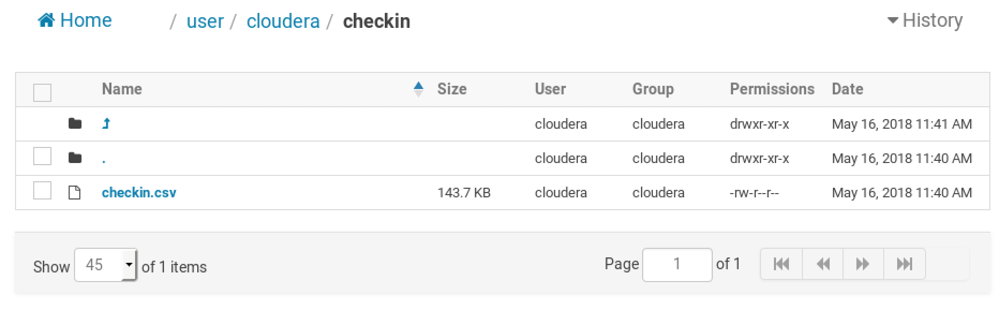 Home / user / cloudera / checkin History
Name Size User Group Permissions Date
cloudera cloudera drwxr-xr-x May 16, 2018 11:41 AM
. cloudera cloudera drwxr-xr-x May 16, 2018 11:40 AM
checkin.csv 143.7 KB cloudera cloudera -rw-r--r-- May 16, 2018 11:40 AM
Show 45 of 1 items Page 1 of 1